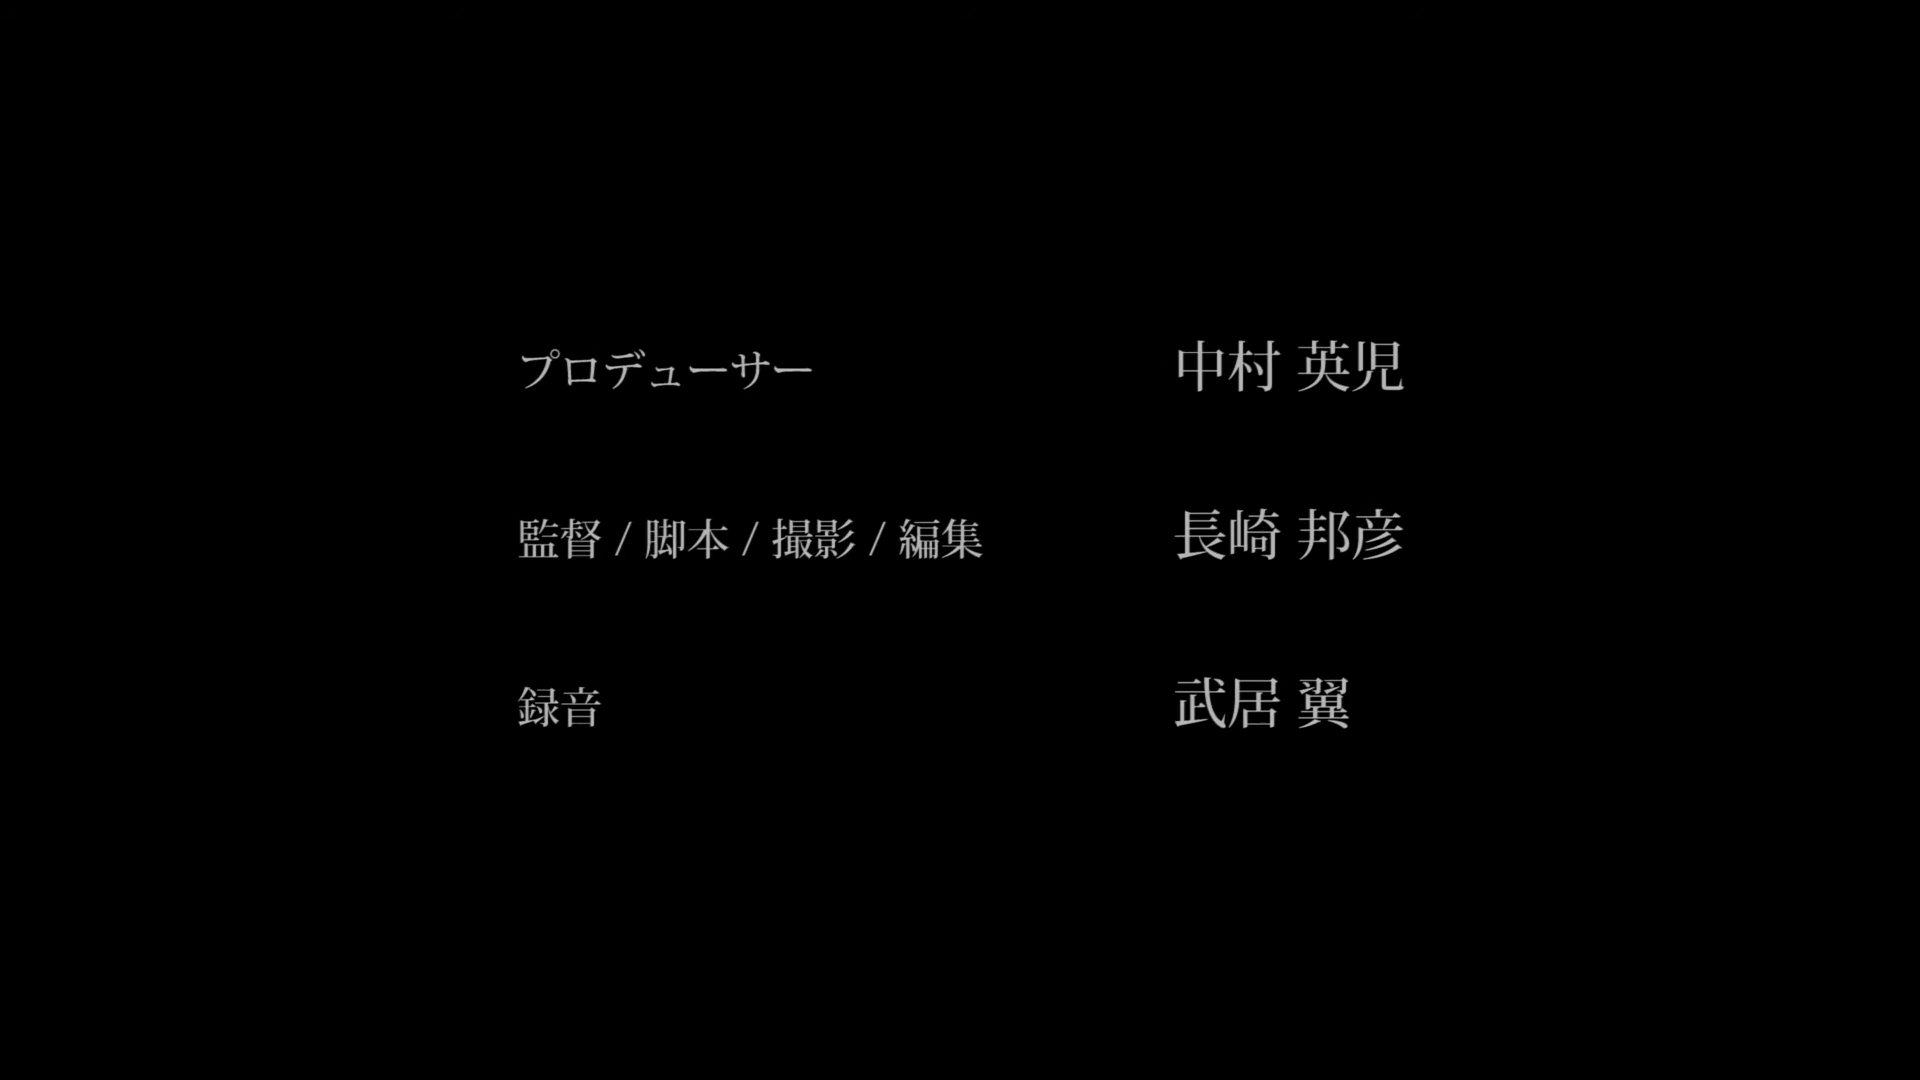 プロデューサー 中村 英児
監督 / 脚本 / 撮影 / 編集 長崎 邦彦
録音 武居 翼